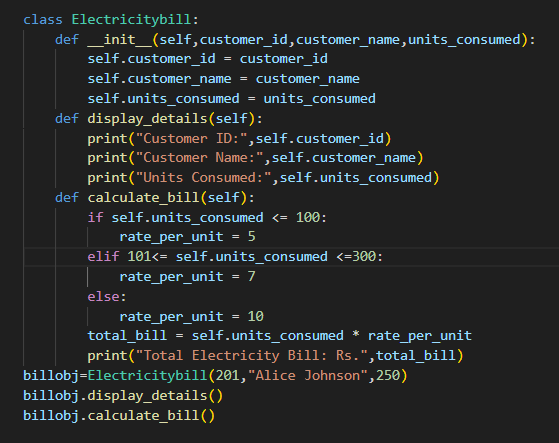 class Electricitybill:
    def __init__(self,customer_id,customer_name,units_consumed):
        self.customer_id = customer_id
        self.customer_name = customer_name
        self.units_consumed = units_consumed
    def display_details(self):
        print("Customer ID:",self.customer_id)
        print("Customer Name:",self.customer_name)
        print("Units Consumed:",self.units_consumed)
    def calculate_bill(self):
        if self.units_consumed <= 100:
            rate_per_unit = 5
        elif 101<= self.units_consumed <=300:
            rate_per_unit = 7
        else:
            rate_per_unit = 10
        total_bill = self.units_consumed * rate_per_unit
        print("Total Electricity Bill: Rs.",total_bill)
billobj=Electricitybill(201,"Alice Johnson",250)
billobj.display_details()
billobj.calculate_bill()